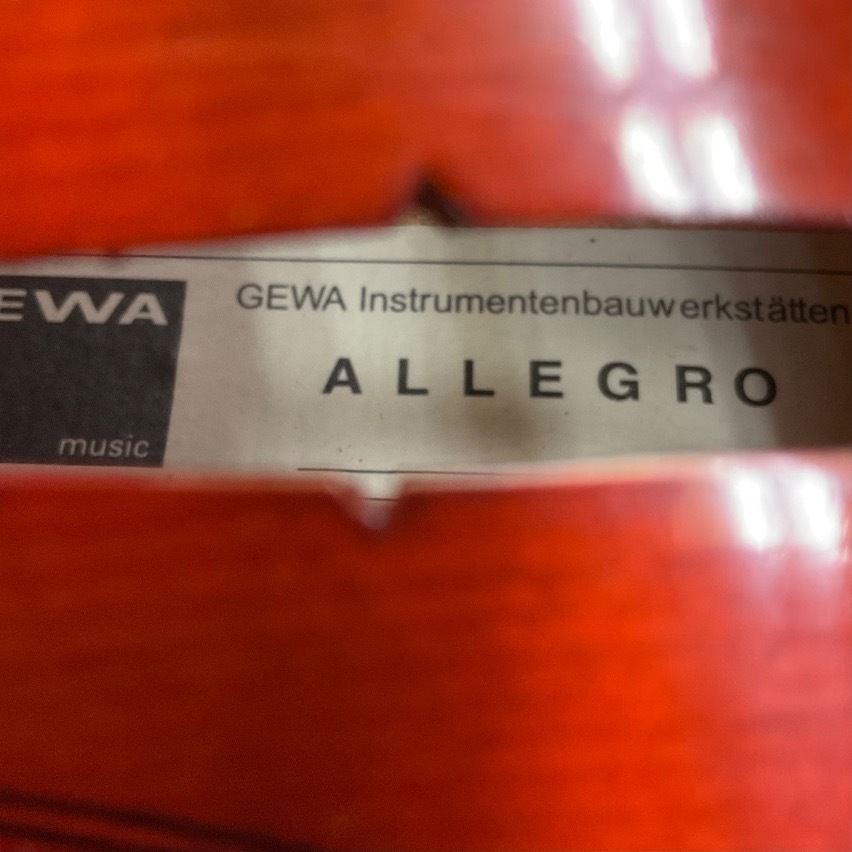 EWA
music
GEWA Instrumentenbauwerkstätten
ALLEGRO